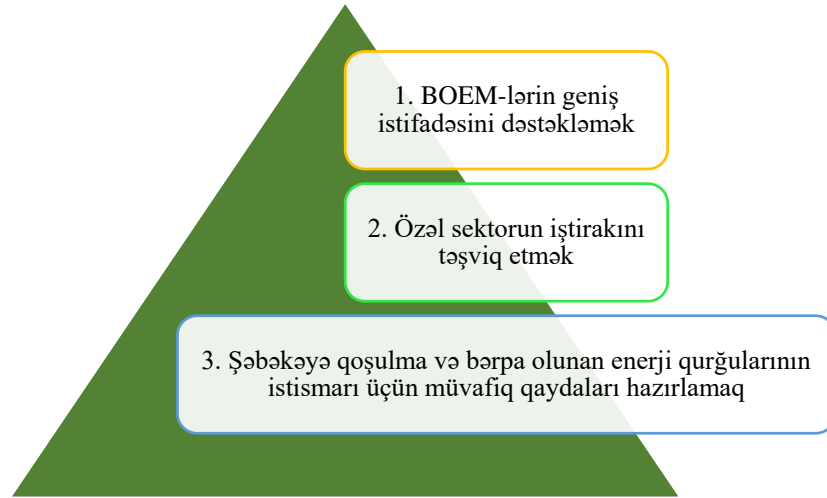 1. BOEM-lərin geniş
istifadəsini dəstəkləmək
2. Özəl sektorun iştirakını
təşviq etmək
3. Şəbəkəyə qoşulma və bərpa olunan enerji qurğularının
istismarı üçün müvafiq qaydaları hazırlamaq